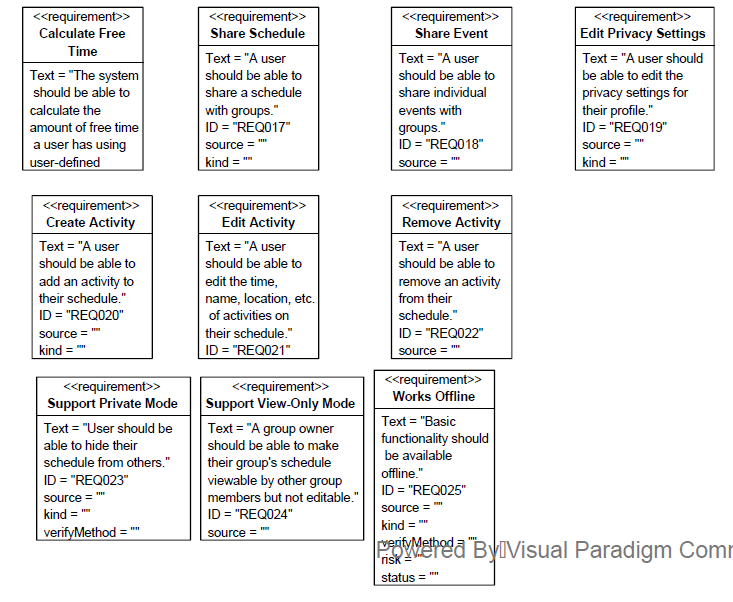 <<requirement>>
Calculate Free
Time
Text = "The system
should be able to
calculate the
amount of free time
a user has using
user-defined
<<requirement>>
Share Schedule
Text = "A user
should be able to
share a schedule
with groups."
ID = "REQ017"
source = ""
kind = ""
<<requirement>>
Share Event
Text = "A user
should be able to
share individual
events with
groups."
ID = "REQ018"
source = ""
<<requirement>>
Edit Privacy Settings
Text = "A user should
be able to edit the
privacy settings for
their profile."
ID = "REQ019"
source = ""
kind = ""
<<requirement>>
Create Activity
Text = "A user
should be able to
add an activity to
their schedule."
ID = "REQ020"
source = ""
kind = ""
<<requirement>>
Edit Activity
Text = "A user
should be able to
edit the time,
name, location, etc.
of activities on
their schedule."
ID = "REQ021"
<<requirement>>
Remove Activity
Text = "A user
should be able to
remove an activity
from their
schedule."
ID = "REQ022"
source = ""
<<requirement>>
Support Private Mode
Text = "User should be
able to hide their
schedule from others."
ID = "REQ023"
source = ""
kind = ""
verifyMethod = ""
<<requirement>>
Support View-Only Mode
Text = "A group owner
should be able to make
their group's schedule
viewable by other group
members but not editable."
ID = "REQ024"
source = ""
<<requirement>>
Works Offline
Text = "Basic
functionality should
be available
offline."
ID = "REQ025"
source = ""
kind = ""
verifyMethod = ""
risk = ""
status = ""
Powered By Visual Paradigm Comm